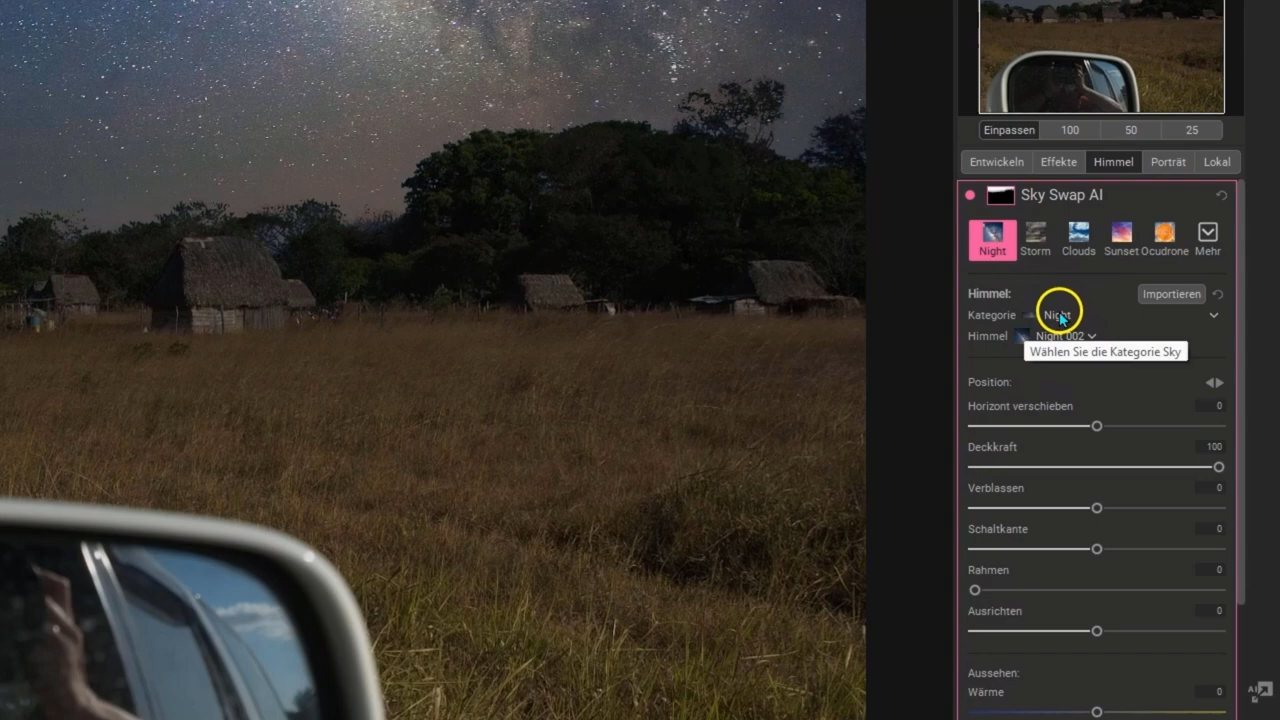 Einpassen 100 50 25
Entwickeln Effekte Himmel Porträt Lokal
Sky Swap AI
Night Storm Clouds Sunset Ocudrone Mehr
Himmel: Importieren
Kategorie Night
Himmel Night 002
Wählen Sie die Kategorie Sky
Position:
Horizont verschieben 0
Deckkraft 100
Verblassen 0
Schaltkante 0
Rahmen 0
Ausrichten 0
Aussehen:
Wärme 0
AI